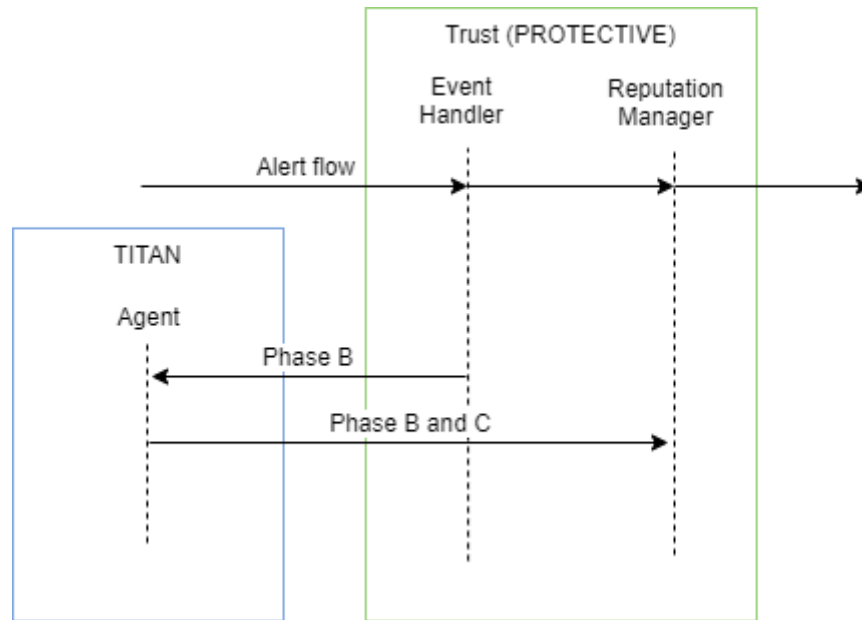 Trust (PROTECTIVE)
Event
Handler
Reputation
Manager
Alert flow
TITAN
Agent
Phase B
Phase B and C